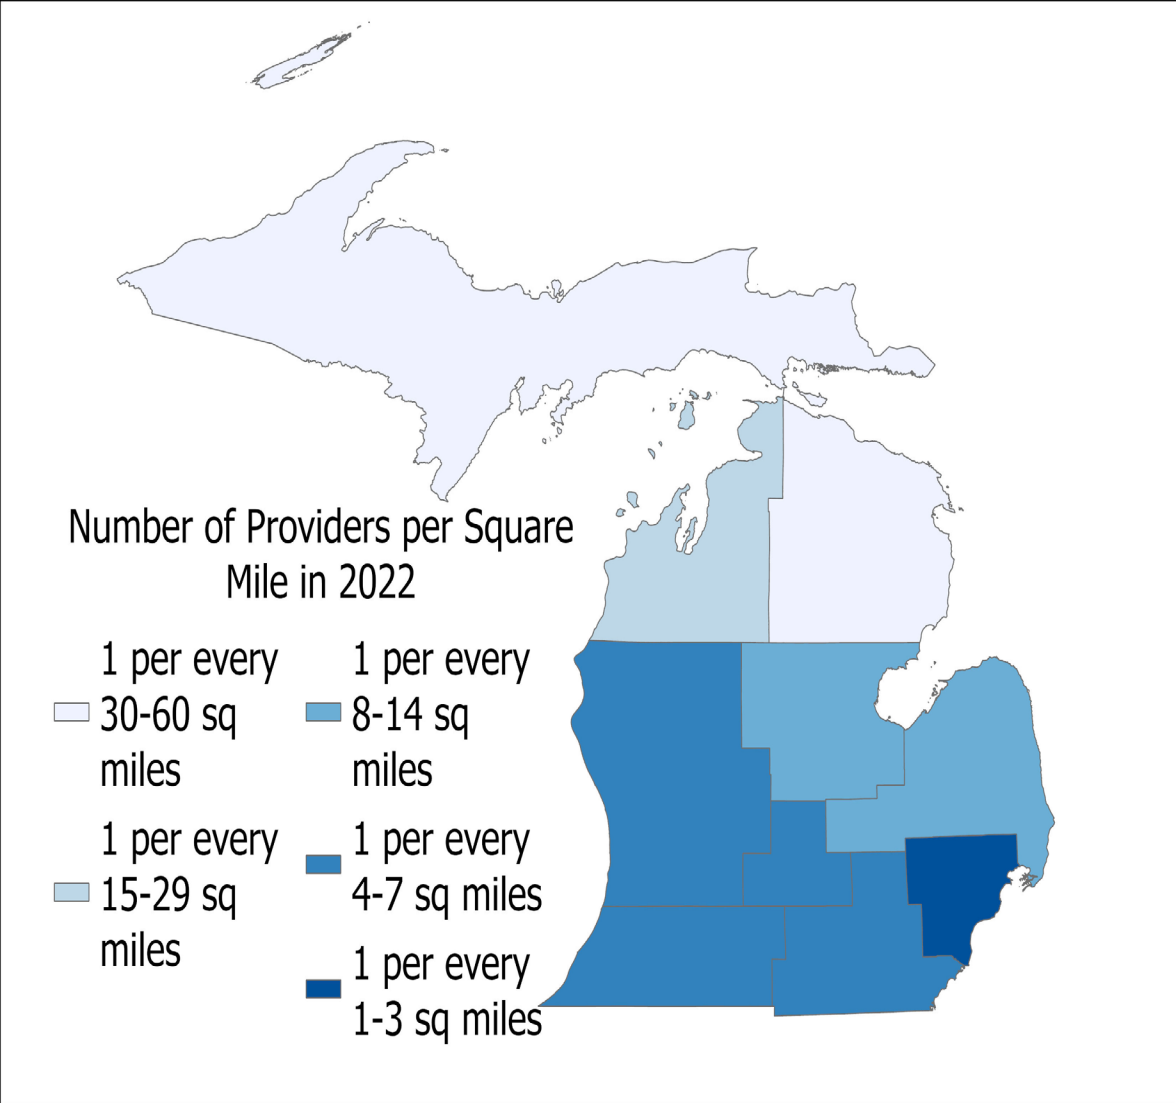 Number of Providers per Square
Mile in 2022
1 per every
30-60 sq
miles
1 per every
15-29 sq
miles
1 per every
8-14 sq
miles
1 per every
4-7 sq miles
1 per every
1-3 sq miles